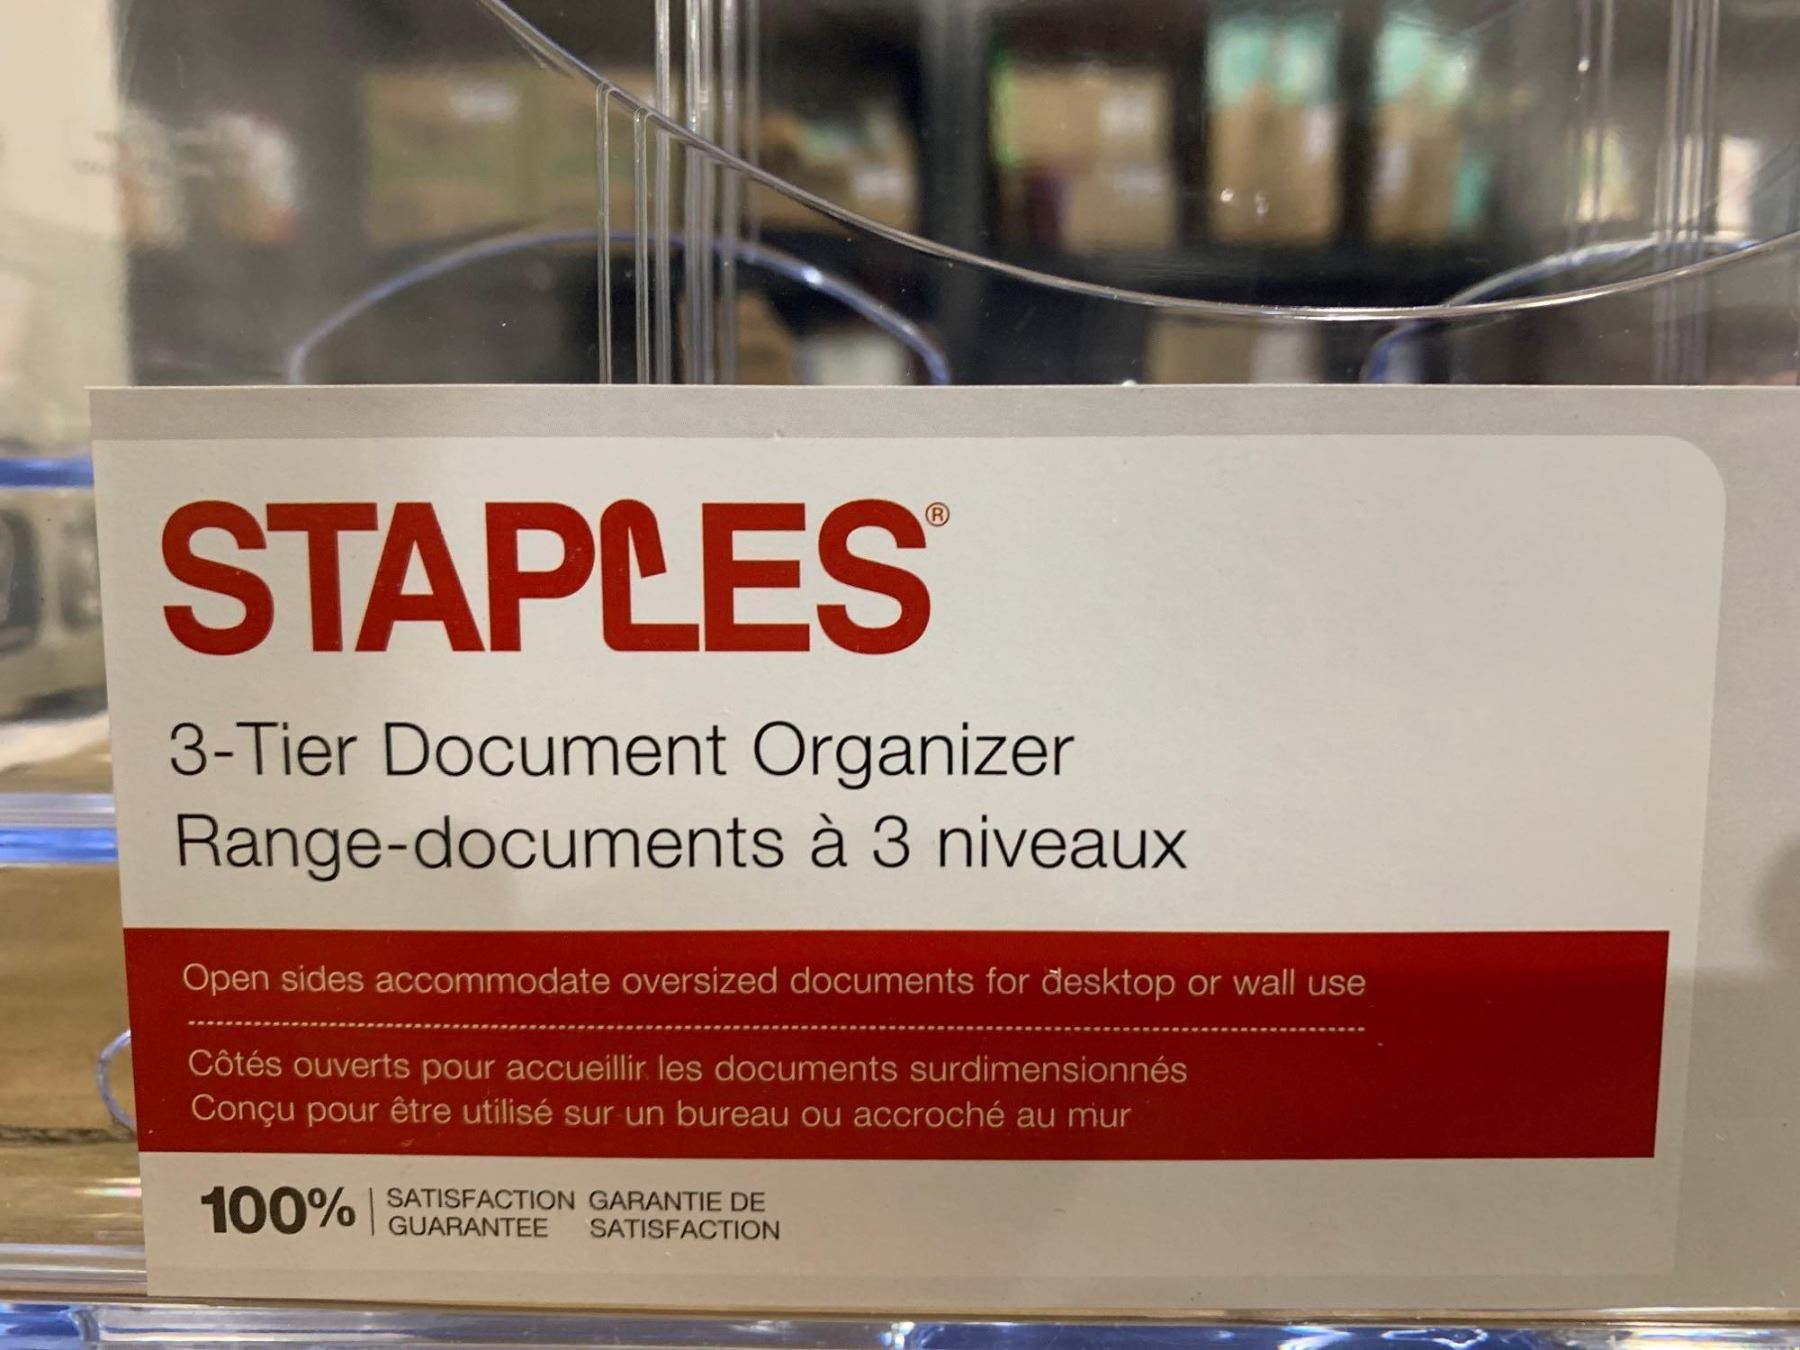 STAPLES®
3-Tier Document Organizer
Range-documents à 3 niveaux
Open sides accommodate oversized documents for desktop or wall use
Côtés ouverts pour accueillir les documents surdimensionnés
Conçu pour être utilisé sur un bureau ou accroché au mur
100% SATISFACTION GUARANTEE GARANTIE DE SATISFACTION